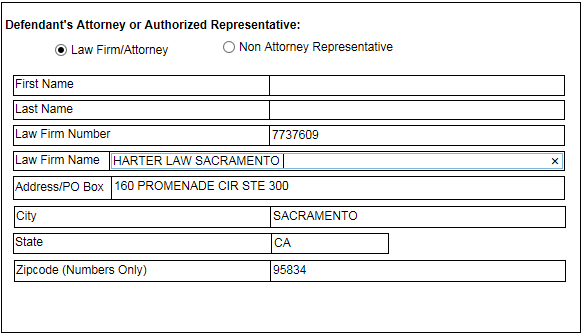 Defendant's Attorney or Authorized Representative:
Law Firm/Attorney Non Attorney Representative
First Name
Last Name
Law Firm Number 7737609
Law Firm Name HARTER LAW SACRAMENTO ×
Address/PO Box 160 PROMENADE CIR STE 300
City SACRAMENTO
State CA
Zipcode (Numbers Only) 95834